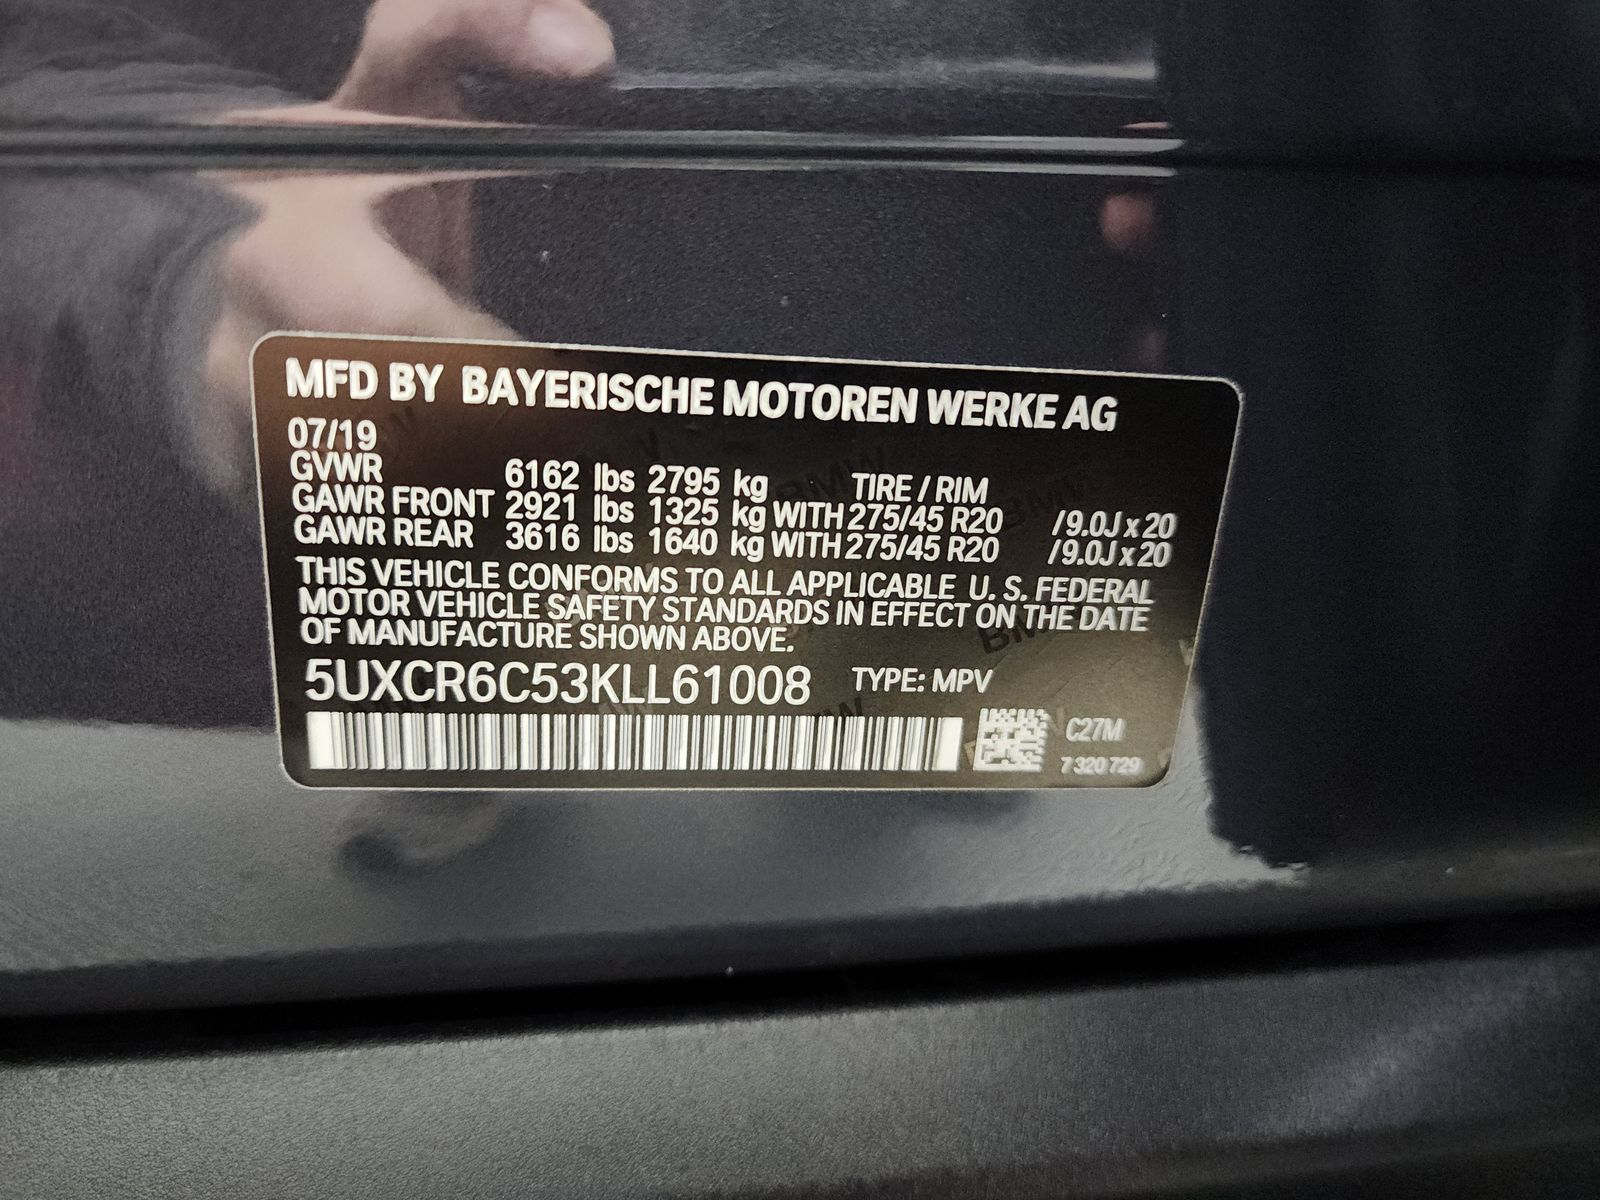 MFD BY BAYERISCHE MOTOREN WERKE AG
07/19
GVWR 6162 lbs 2795 kg TIRE / RIM
GAWR FRONT 2921 lbs 1325 kg WITH 275/45 R20 / 9.0J x 20
GAWR REAR 3616 lbs 1640 kg WITH 275/45 R20 / 9.0J x 20
THIS VEHICLE CONFORMS TO ALL APPLICABLE U. S. FEDERAL
MOTOR VEHICLE SAFETY STANDARDS IN EFFECT ON THE DATE
OF MANUFACTURE SHOWN ABOVE.
5UXCR6C53KLL61008 TYPE: MPV
C27M
7 320 729